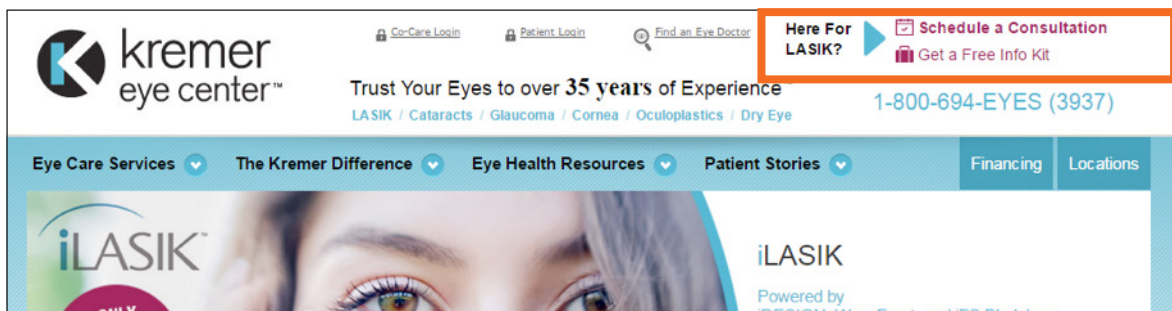 kremer
eye center™
Co-Care Login
Patient Login
Find an Eye Doctor
Here For
LASIK?
Schedule a Consultation
Get a Free Info Kit
Trust Your Eyes to over 35 years of Experience
LASIK / Cataracts / Glaucoma / Cornea / Oculoplastics / Dry Eye
1-800-694-EYES (3937)
Eye Care Services
The Kremer Difference
Eye Health Resources
Patient Stories
Financing
Locations
iLASIK™
ONLY
iLASIK
Powered by